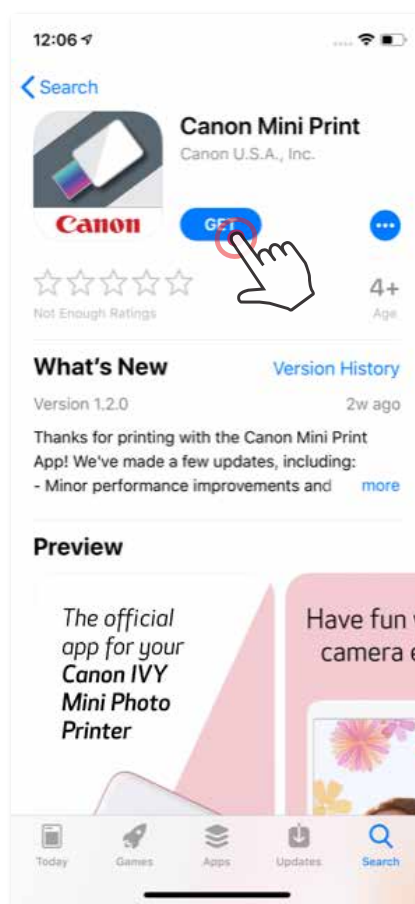 12:06
Search
Canon Mini Print
Canon U.S.A., Inc.
Canon
GET
4+
Not Enough Ratings
Age
What's New
Version History
Version 1.2.0
2w ago
Thanks for printing with the Canon Mini Print
App! We've made a few updates, including:
- Minor performance improvements and more
Preview
The official
app for your
Canon IVY
Mini Photo
Printer
Have fun
camera e
Today
Games
Apps
Updates
Search